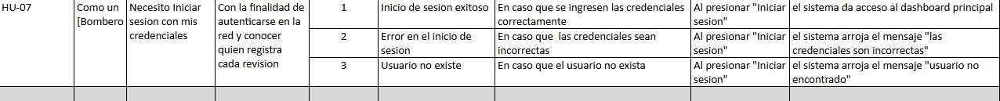 HU-07
Como un
[Bombero
Necesito Iniciar
sesion con mis
credenciales
Con la finalidad de
autenticarse en la
red y conocer
quien registra
cada revision
1
Inicio de sesion exitoso
En caso que se ingresen las credenciales
correctamente
Al presionar "Iniciar
sesion"
el sistema da acceso al dashboard principal
2
Error en el inicio de
sesion
En caso que  las credenciales sean
incorrectas
Al presionar "Iniciar
sesion"
el sistema arroja el mensaje "las
credenciales son incorrectas"
3
Usuario no existe
En caso que el usuario no exista
Al presionar "Iniciar
sesion"
el sistema arroja el mensaje "usuario no
encontrado"